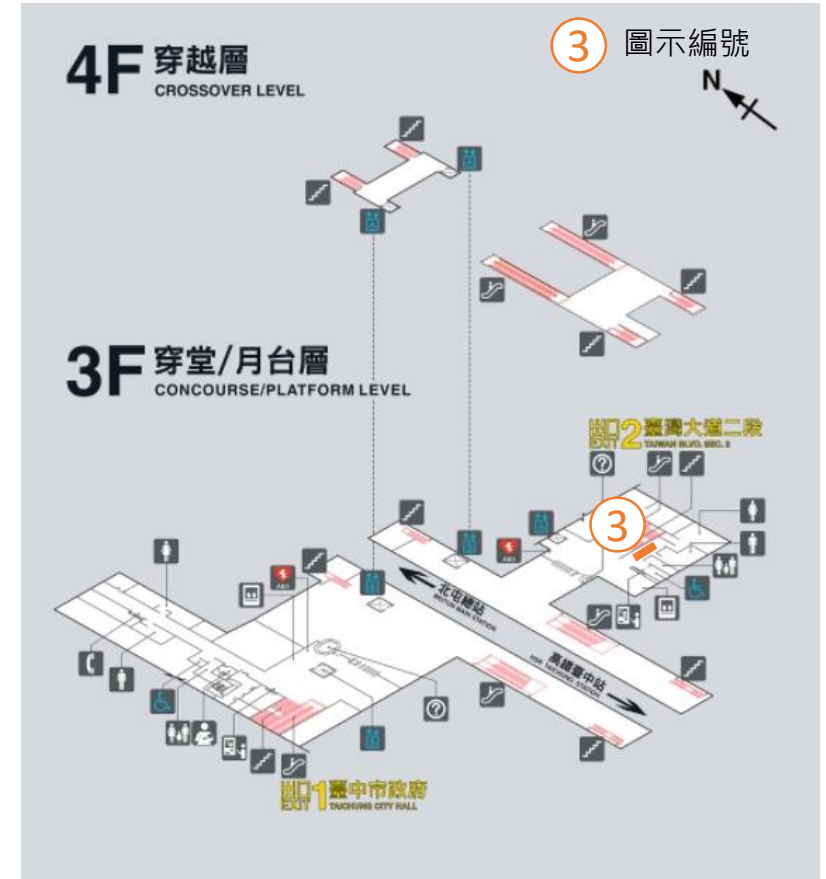 3 圖示編號
4F 穿越層
CROSSOVER LEVEL
N
3F 穿堂/月台層
CONCOURSE/PLATFORM LEVEL
出口 EXIT 2 臺灣大道二段
TAIWAN BLVD. SEC. 2
3
AED
AED
北屯總站
BEITUN MAIN STATION
高鐵臺中站
HSR TAICHUNG STATION
出口 EXIT 1 臺中市政府
TAICHUNG CITY HALL